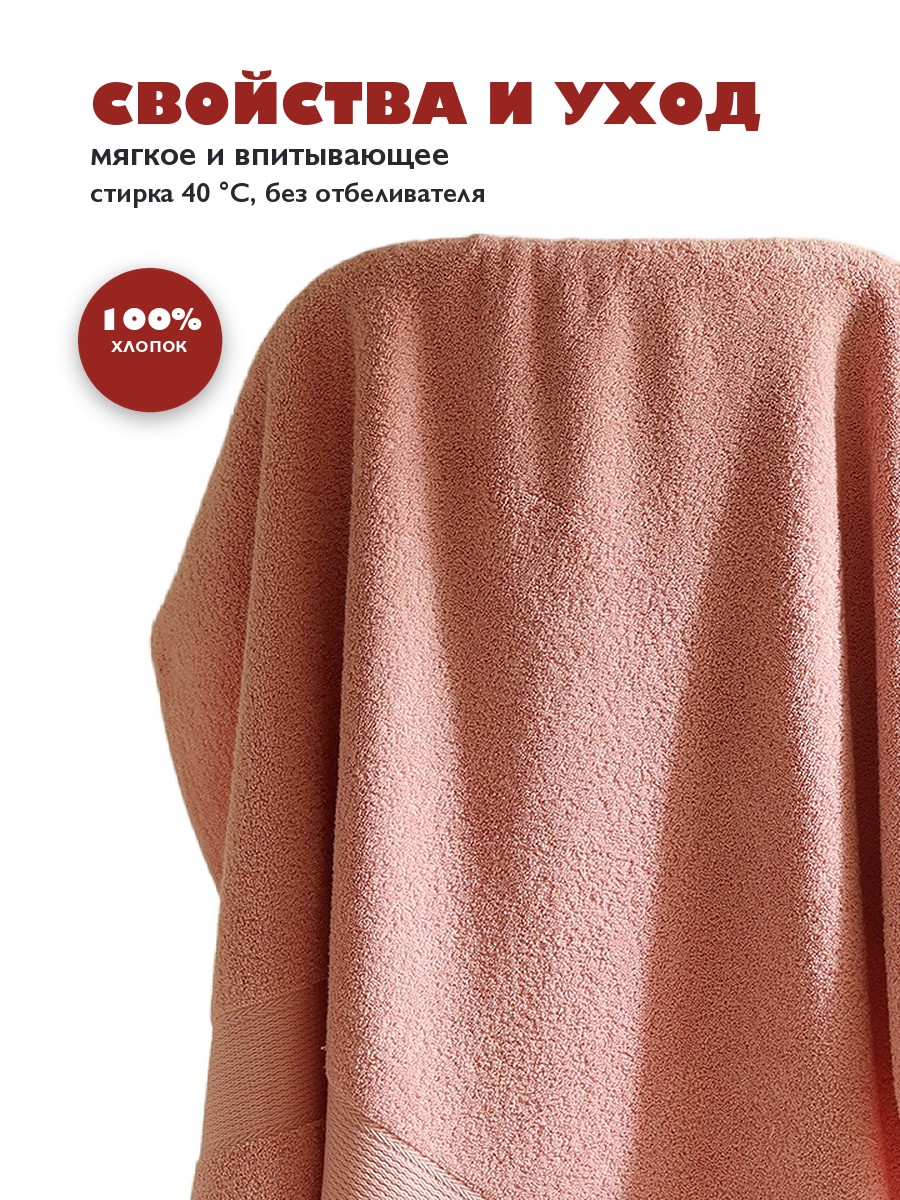 СВОЙСТВА И УХОД
мягкое и впитывающее
стирка 40 °C, без отбеливателя
100%
ХЛОПОК